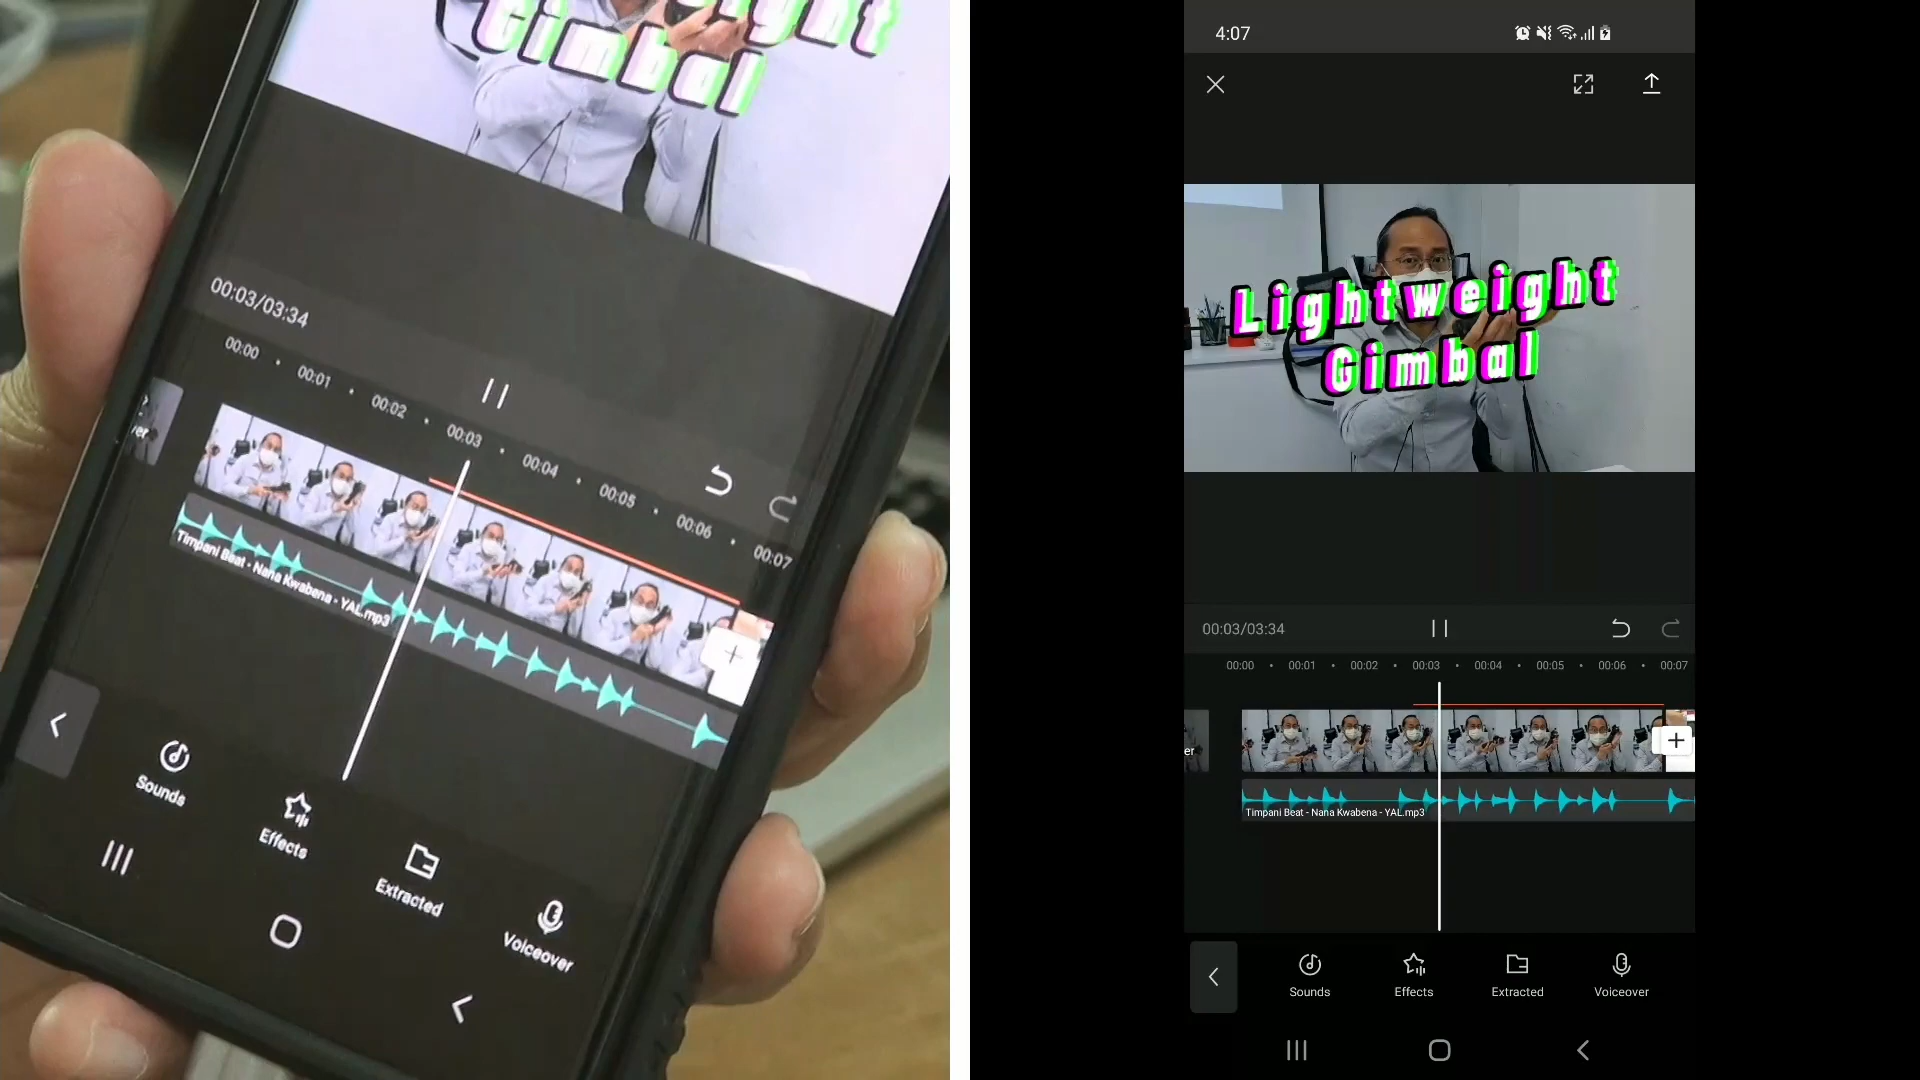 ight
Gimbal
00:03/03:34
00:00 00:01 00:02 00:03 00:04 00:05 00:06 00:07
er
Timpani Beat - Nana Kwabena - YAL.mp3
Sounds
Effects
Extracted
Voiceover
4:07
Lightweight
Gimbal
00:03/03:34
00:00 00:01 00:02 00:03 00:04 00:05 00:06 00:07
er
Timpani Beat - Nana Kwabena - YAL.mp3
Sounds Effects Extracted Voiceover